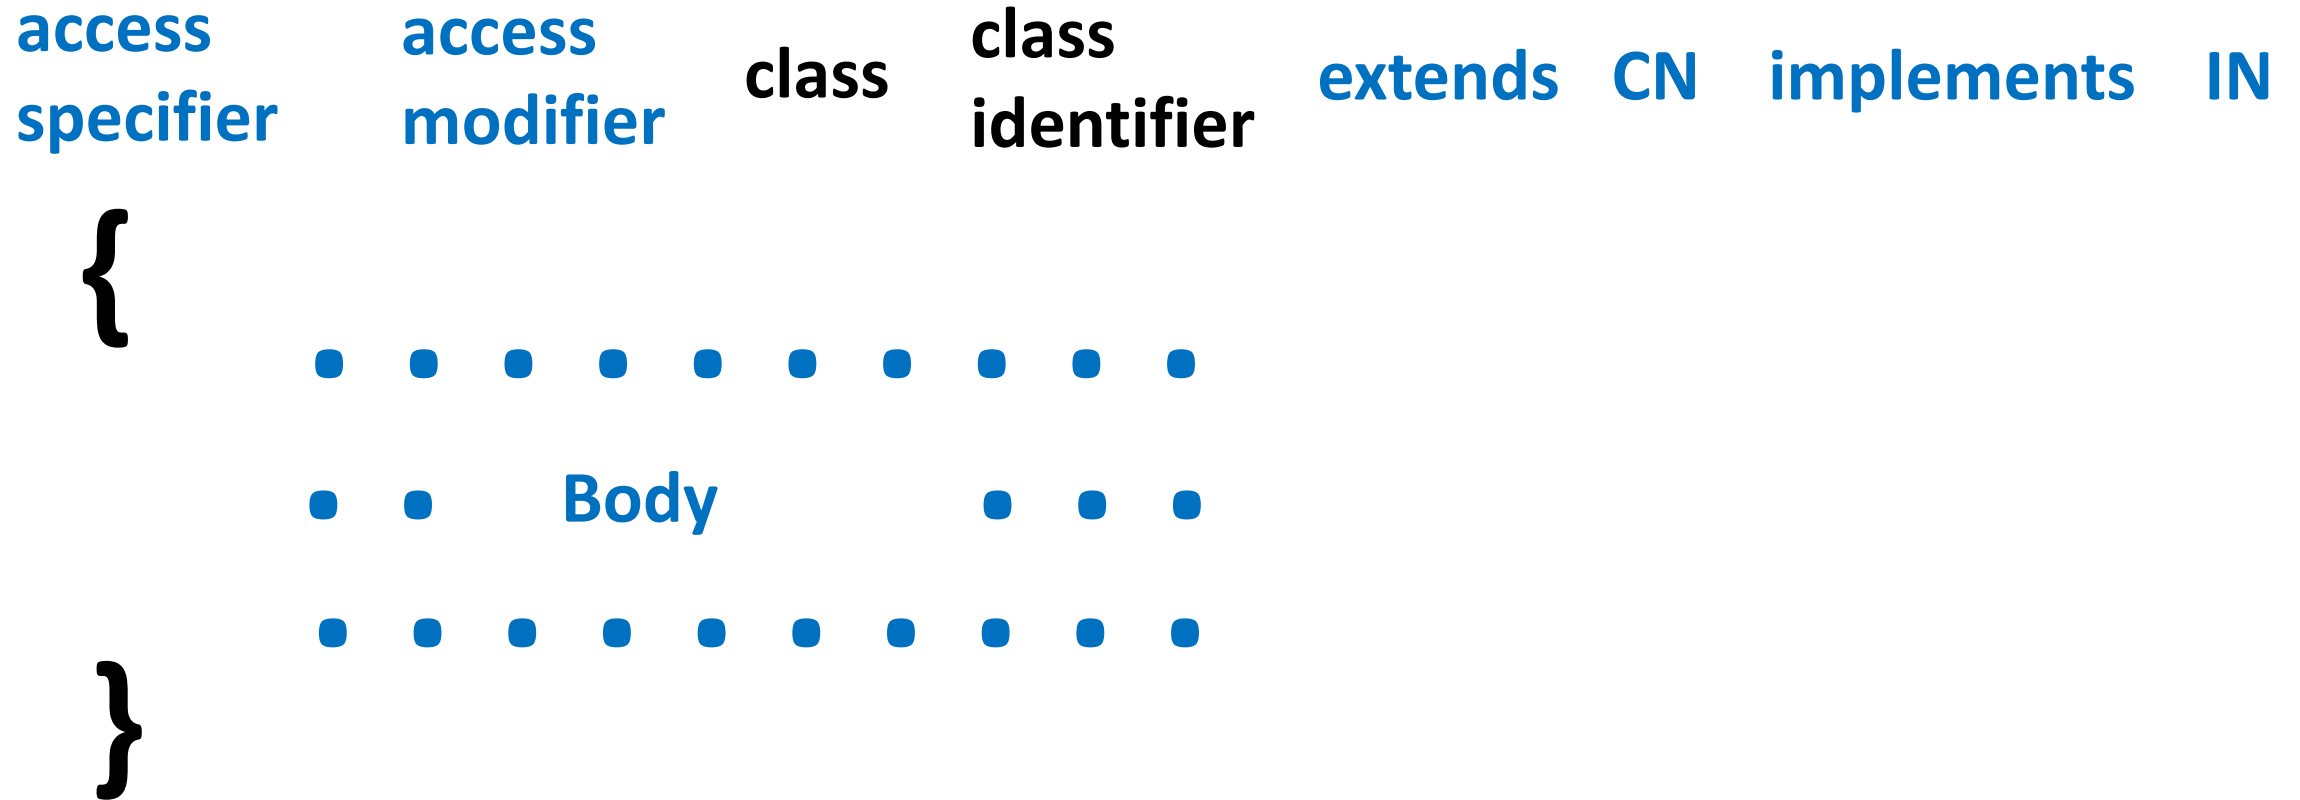 access specifier access modifier class class identifier extends CN implements IN
{
. . . . . . . . . .
. . Body . . .
. . . . . . . . . .
}